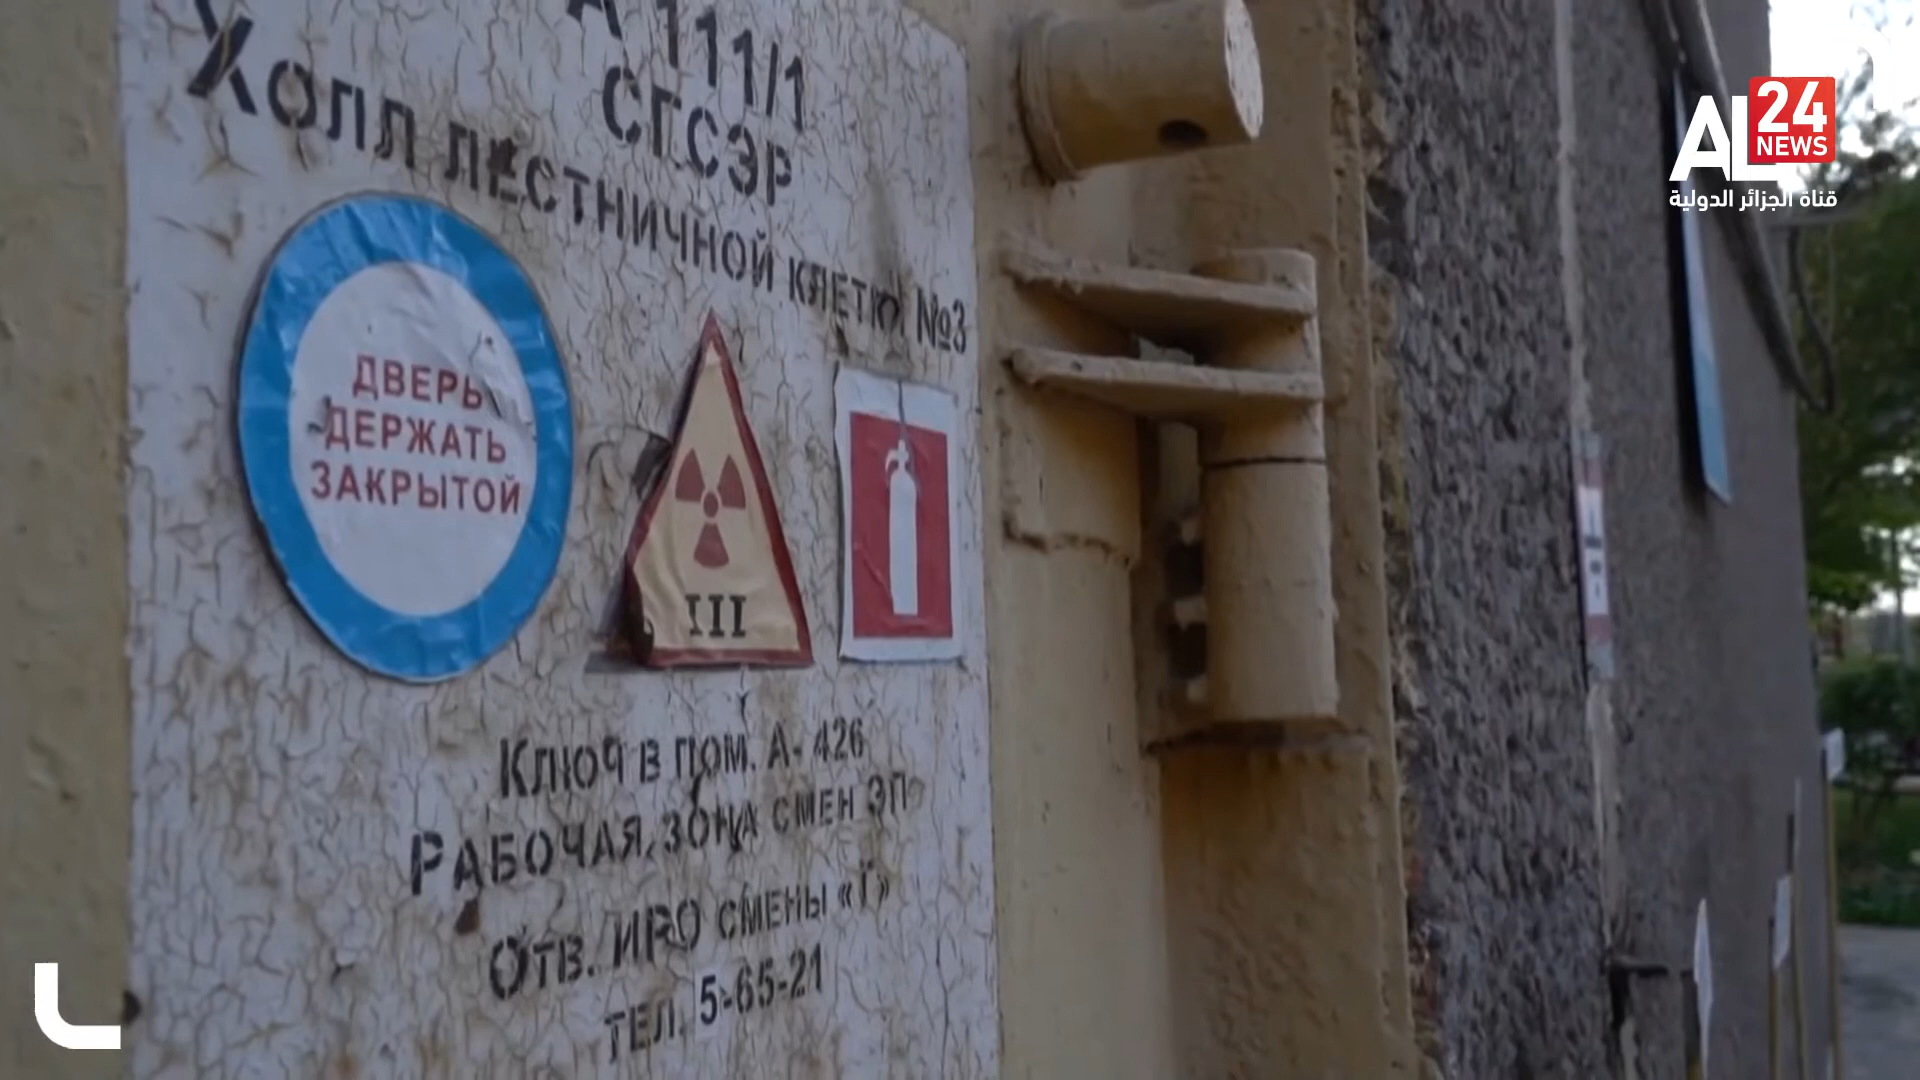 А 111/1
СГСЭР
Холл лестничной клетки №3
ДВЕРЬ
ДЕРЖАТЬ
ЗАКРЫТОЙ
III
Ключ в пом. А- 426
Рабочая зона смен ЭП
Отв. ИРО смены «Г»
тел. 5-65-21
AL 24
NEWS
قناة الجزائر الدولية